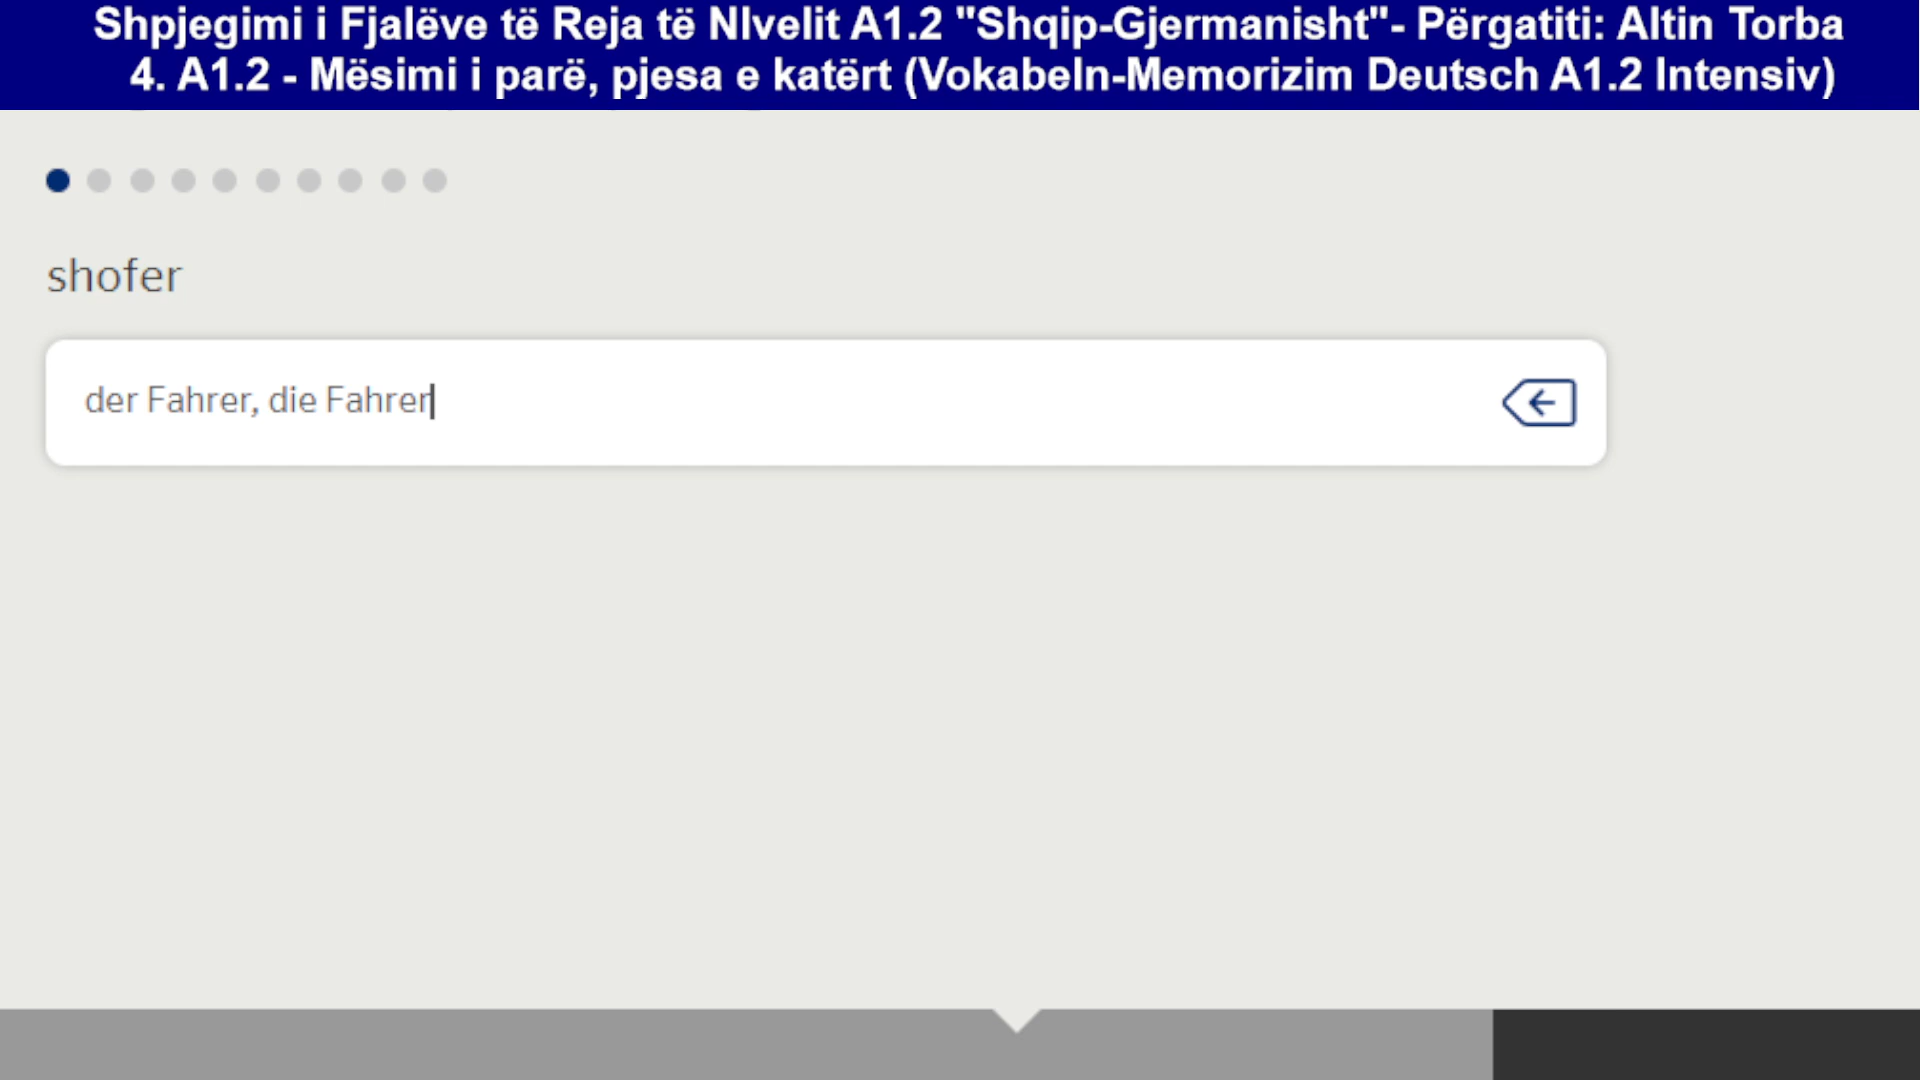 Shpjegimi i Fjalëve të Reja të NIvelit A1.2 "Shqip-Gjermanisht"- Përgatiti: Altin Torba
4. A1.2 - Mësimi i parë, pjesa e katërt (Vokabeln-Memorizim Deutsch A1.2 Intensiv)
shofer
der Fahrer, die Fahrer